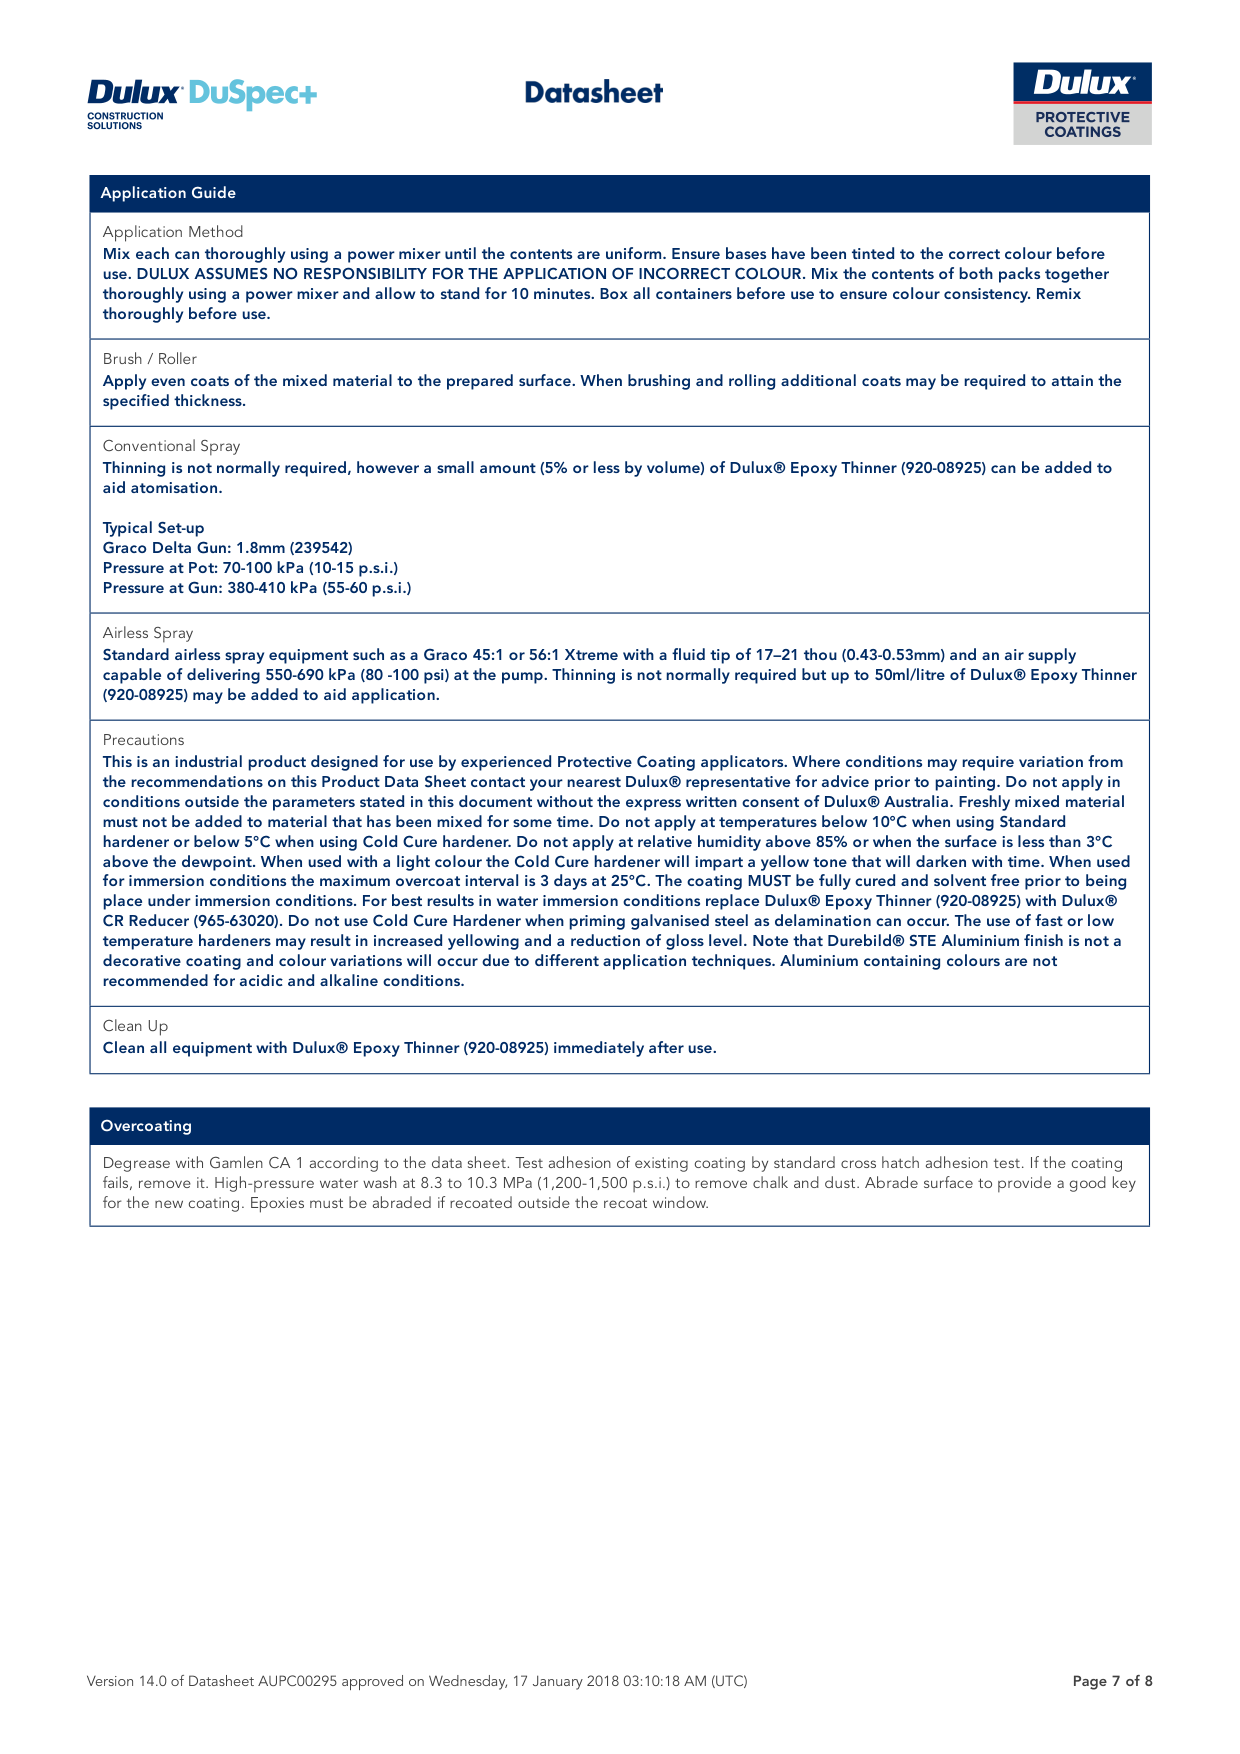 Dulux DuSpec+
CONSTRUCTION
SOLUTIONS
Datasheet
Dulux®
PROTECTIVE
COATINGS
Application Guide
Application Method
Mix each can thoroughly using a power mixer until the contents are uniform. Ensure bases have been tinted to the correct colour before
use. DULUX ASSUMES NO RESPONSIBILITY FOR THE APPLICATION OF INCORRECT COLOUR. Mix the contents of both packs together
thoroughly using a power mixer and allow to stand for 10 minutes. Box all containers before use to ensure colour consistency. Remix
thoroughly before use.
Brush / Roller
Apply even coats of the mixed material to the prepared surface. When brushing and rolling additional coats may be required to attain the
specified thickness.
Conventional Spray
Thinning is not normally required, however a small amount (5% or less by volume) of Dulux® Epoxy Thinner (920-08925) can be added to
aid atomisation.
Typical Set-up
Graco Delta Gun: 1.8mm (239542)
Pressure at Pot: 70-100 kPa (10-15 p.s.i.)
Pressure at Gun: 380-410 kPa (55-60 p.s.i.)
Airless Spray
Standard airless spray equipment such as a Graco 45:1 or 56:1 Xtreme with a fluid tip of 17–21 thou (0.43-0.53mm) and an air supply
capable of delivering 550-690 kPa (80 -100 psi) at the pump. Thinning is not normally required but up to 50ml/litre of Dulux® Epoxy Thinner
(920-08925) may be added to aid application.
Precautions
This is an industrial product designed for use by experienced Protective Coating applicators. Where conditions may require variation from
the recommendations on this Product Data Sheet contact your nearest Dulux® representative for advice prior to painting. Do not apply in
conditions outside the parameters stated in this document without the express written consent of Dulux® Australia. Freshly mixed material
must not be added to material that has been mixed for some time. Do not apply at temperatures below 10°C when using Standard
hardener or below 5°C when using Cold Cure hardener. Do not apply at relative humidity above 85% or when the surface is less than 3°C
above the dewpoint. When used with a light colour the Cold Cure hardener will impart a yellow tone that will darken with time. When used
for immersion conditions the maximum overcoat interval is 3 days at 25°C. The coating MUST be fully cured and solvent free prior to being
place under immersion conditions. For best results in water immersion conditions replace Dulux® Epoxy Thinner (920-08925) with Dulux®
CR Reducer (965-63020). Do not use Cold Cure Hardener when priming galvanised steel as delamination can occur. The use of fast or low
temperature hardeners may result in increased yellowing and a reduction of gloss level. Note that Durebild® STE Aluminium finish is not a
decorative coating and colour variations will occur due to different application techniques. Aluminium containing colours are not
recommended for acidic and alkaline conditions.
Clean Up
Clean all equipment with Dulux® Epoxy Thinner (920-08925) immediately after use.
Overcoating
Degrease with Gamlen CA 1 according to the data sheet. Test adhesion of existing coating by standard cross hatch adhesion test. If the coating
fails, remove it. High-pressure water wash at 8.3 to 10.3 MPa (1,200-1,500 p.s.i.) to remove chalk and dust. Abrade surface to provide a good key
for the new coating. Epoxies must be abraded if recoated outside the recoat window.
Version 14.0 of Datasheet AUPC00295 approved on Wednesday, 17 January 2018 03:10:18 AM (UTC)
Page 7 of 8